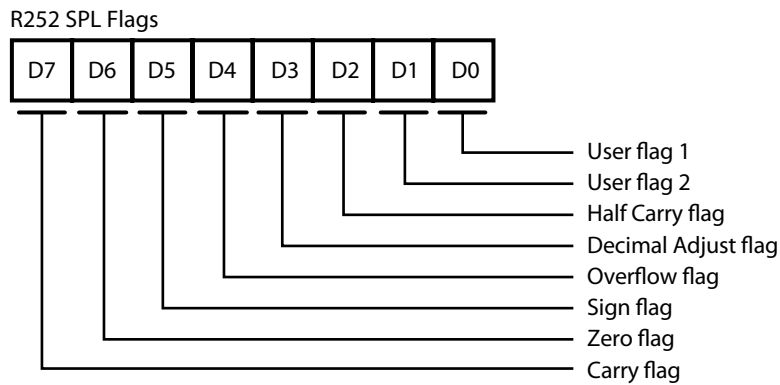 R252 SPL Flags
D7 D6 D5 D4 D3 D2 D1 D0
User flag 1
User flag 2
Half Carry flag
Decimal Adjust flag
Overflow flag
Sign flag
Zero flag
Carry flag